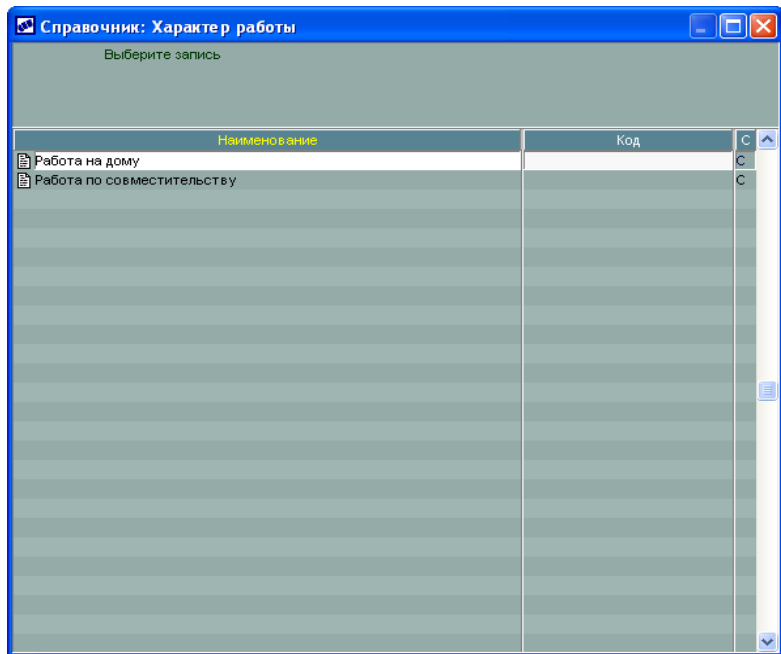 Справочник: Характер работы
Выберите запись
Наименование Код С
Работа на дому С
Работа по совместительству С